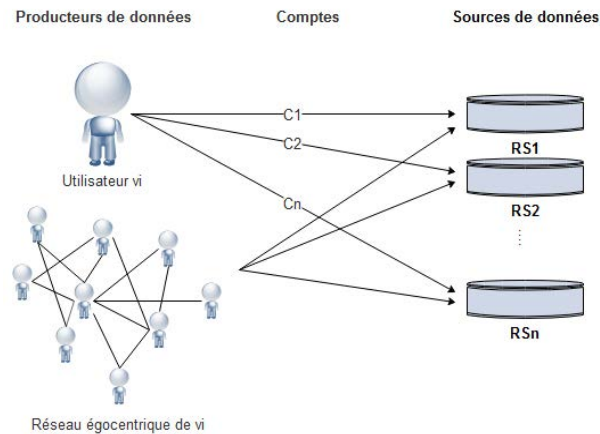 Producteurs de données
Comptes
Sources de données
C1
C2
Cn
Utilisateur vi
RS1
RS2
RSn
Réseau égocentrique de vi